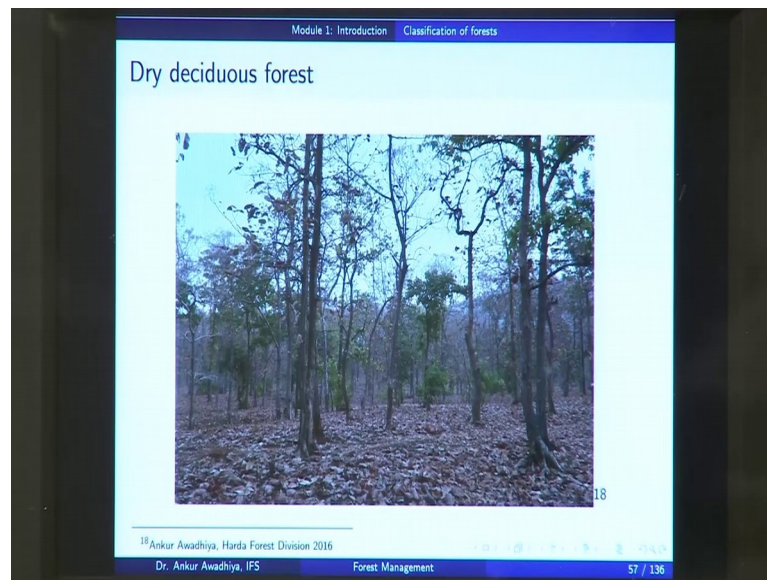 Module 1: Introduction Classification of forests
Dry deciduous forest
18
18 Ankur Awadhiya, Harda Forest Division 2016
Dr. Ankur Awadhiya, IFS Forest Management 57 / 136